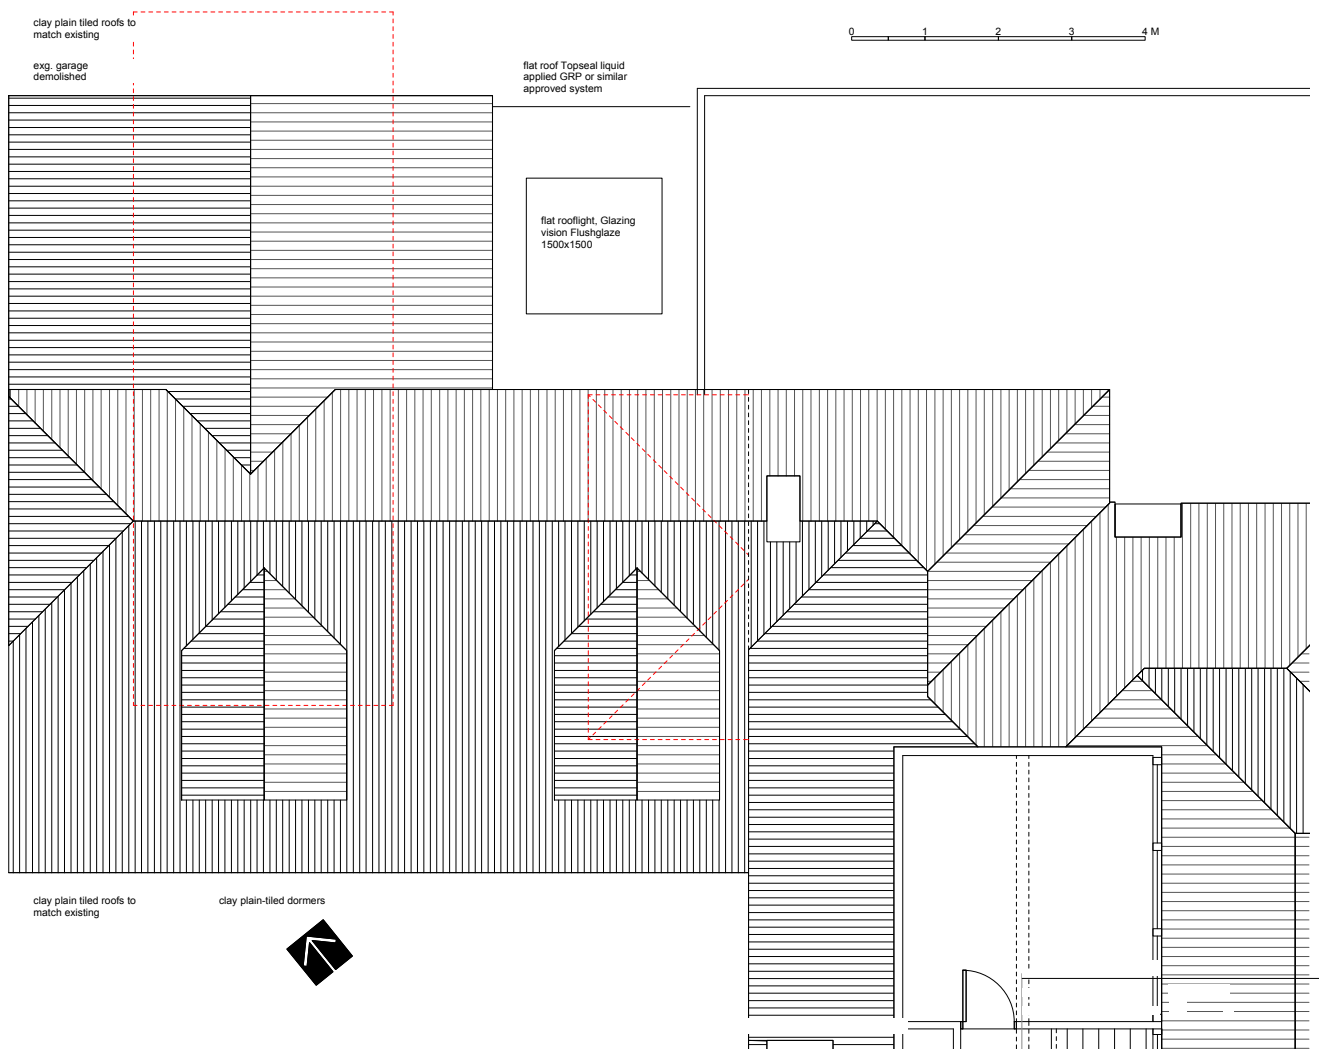 clay plain tiled roofs to
match existing
exg. garage
demolished
flat roof Topseal liquid
applied GRP or similar
approved system
0 1 2 3 4 M
flat rooflight, Glazing
vision Flushglaze
1500x1500
clay plain tiled roofs to
match existing
clay plain-tiled dormers